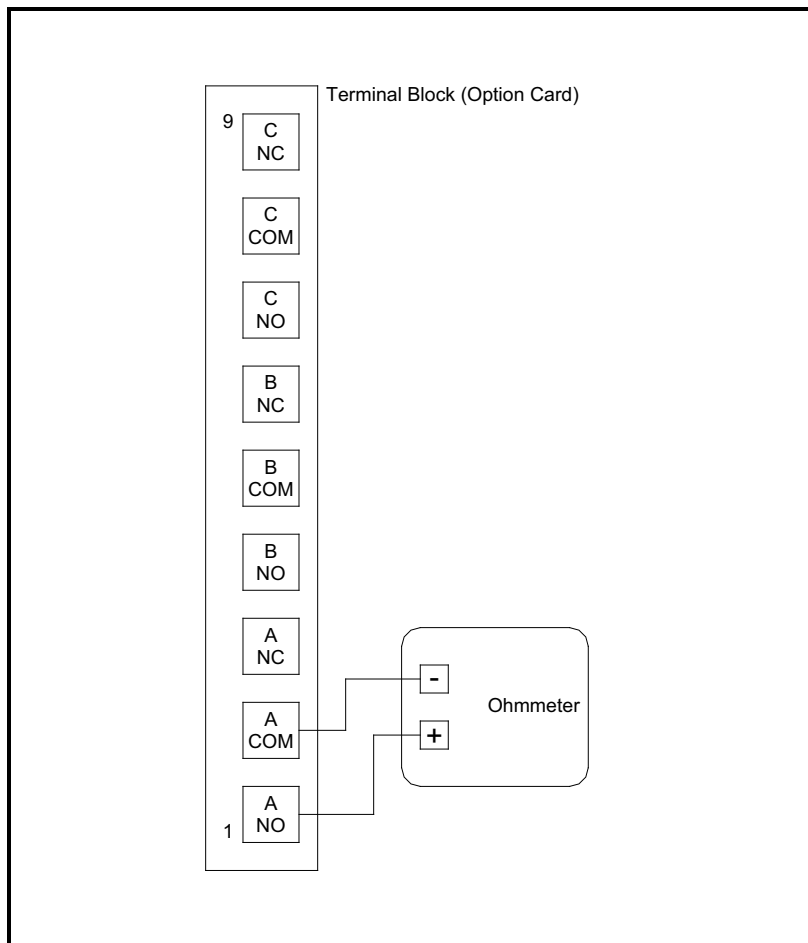 Terminal Block (Option Card)
9
C
NC
C
COM
C
NO
B
NC
B
COM
B
NO
A
NC
-
Ohmmeter
A
COM
+
A
NO
1